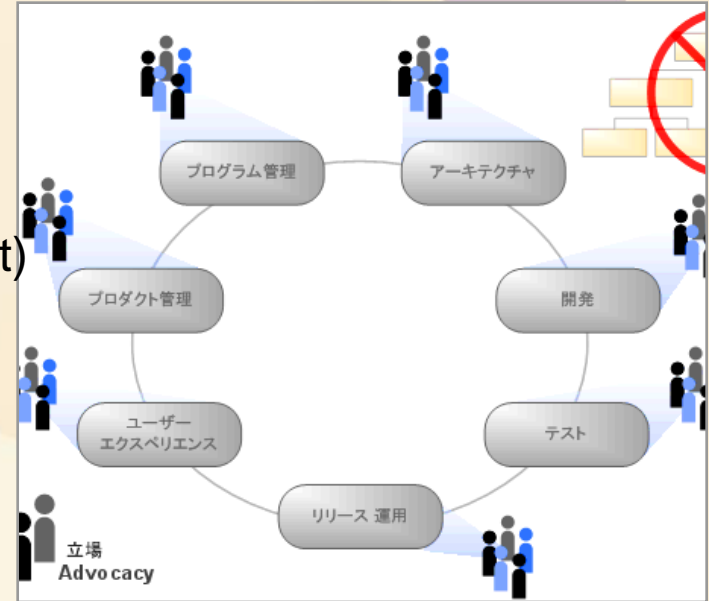 プログラム管理
アーキテクチャ
t)
プロダクト管理
開発
ユーザー
エクスペリエンス
テスト
リリース 運用
立場
Advocacy